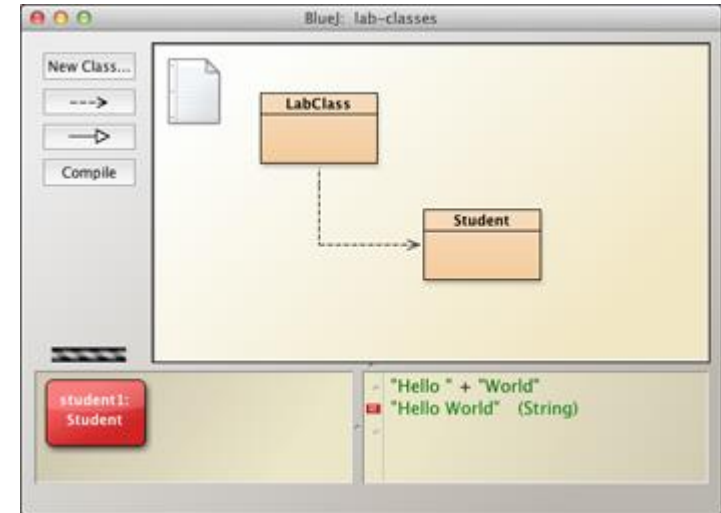 BlueJ: lab-classes
New Class...
Compile
LabClass
Student
student1:
Student
"Hello " + "World"
"Hello World" (String)